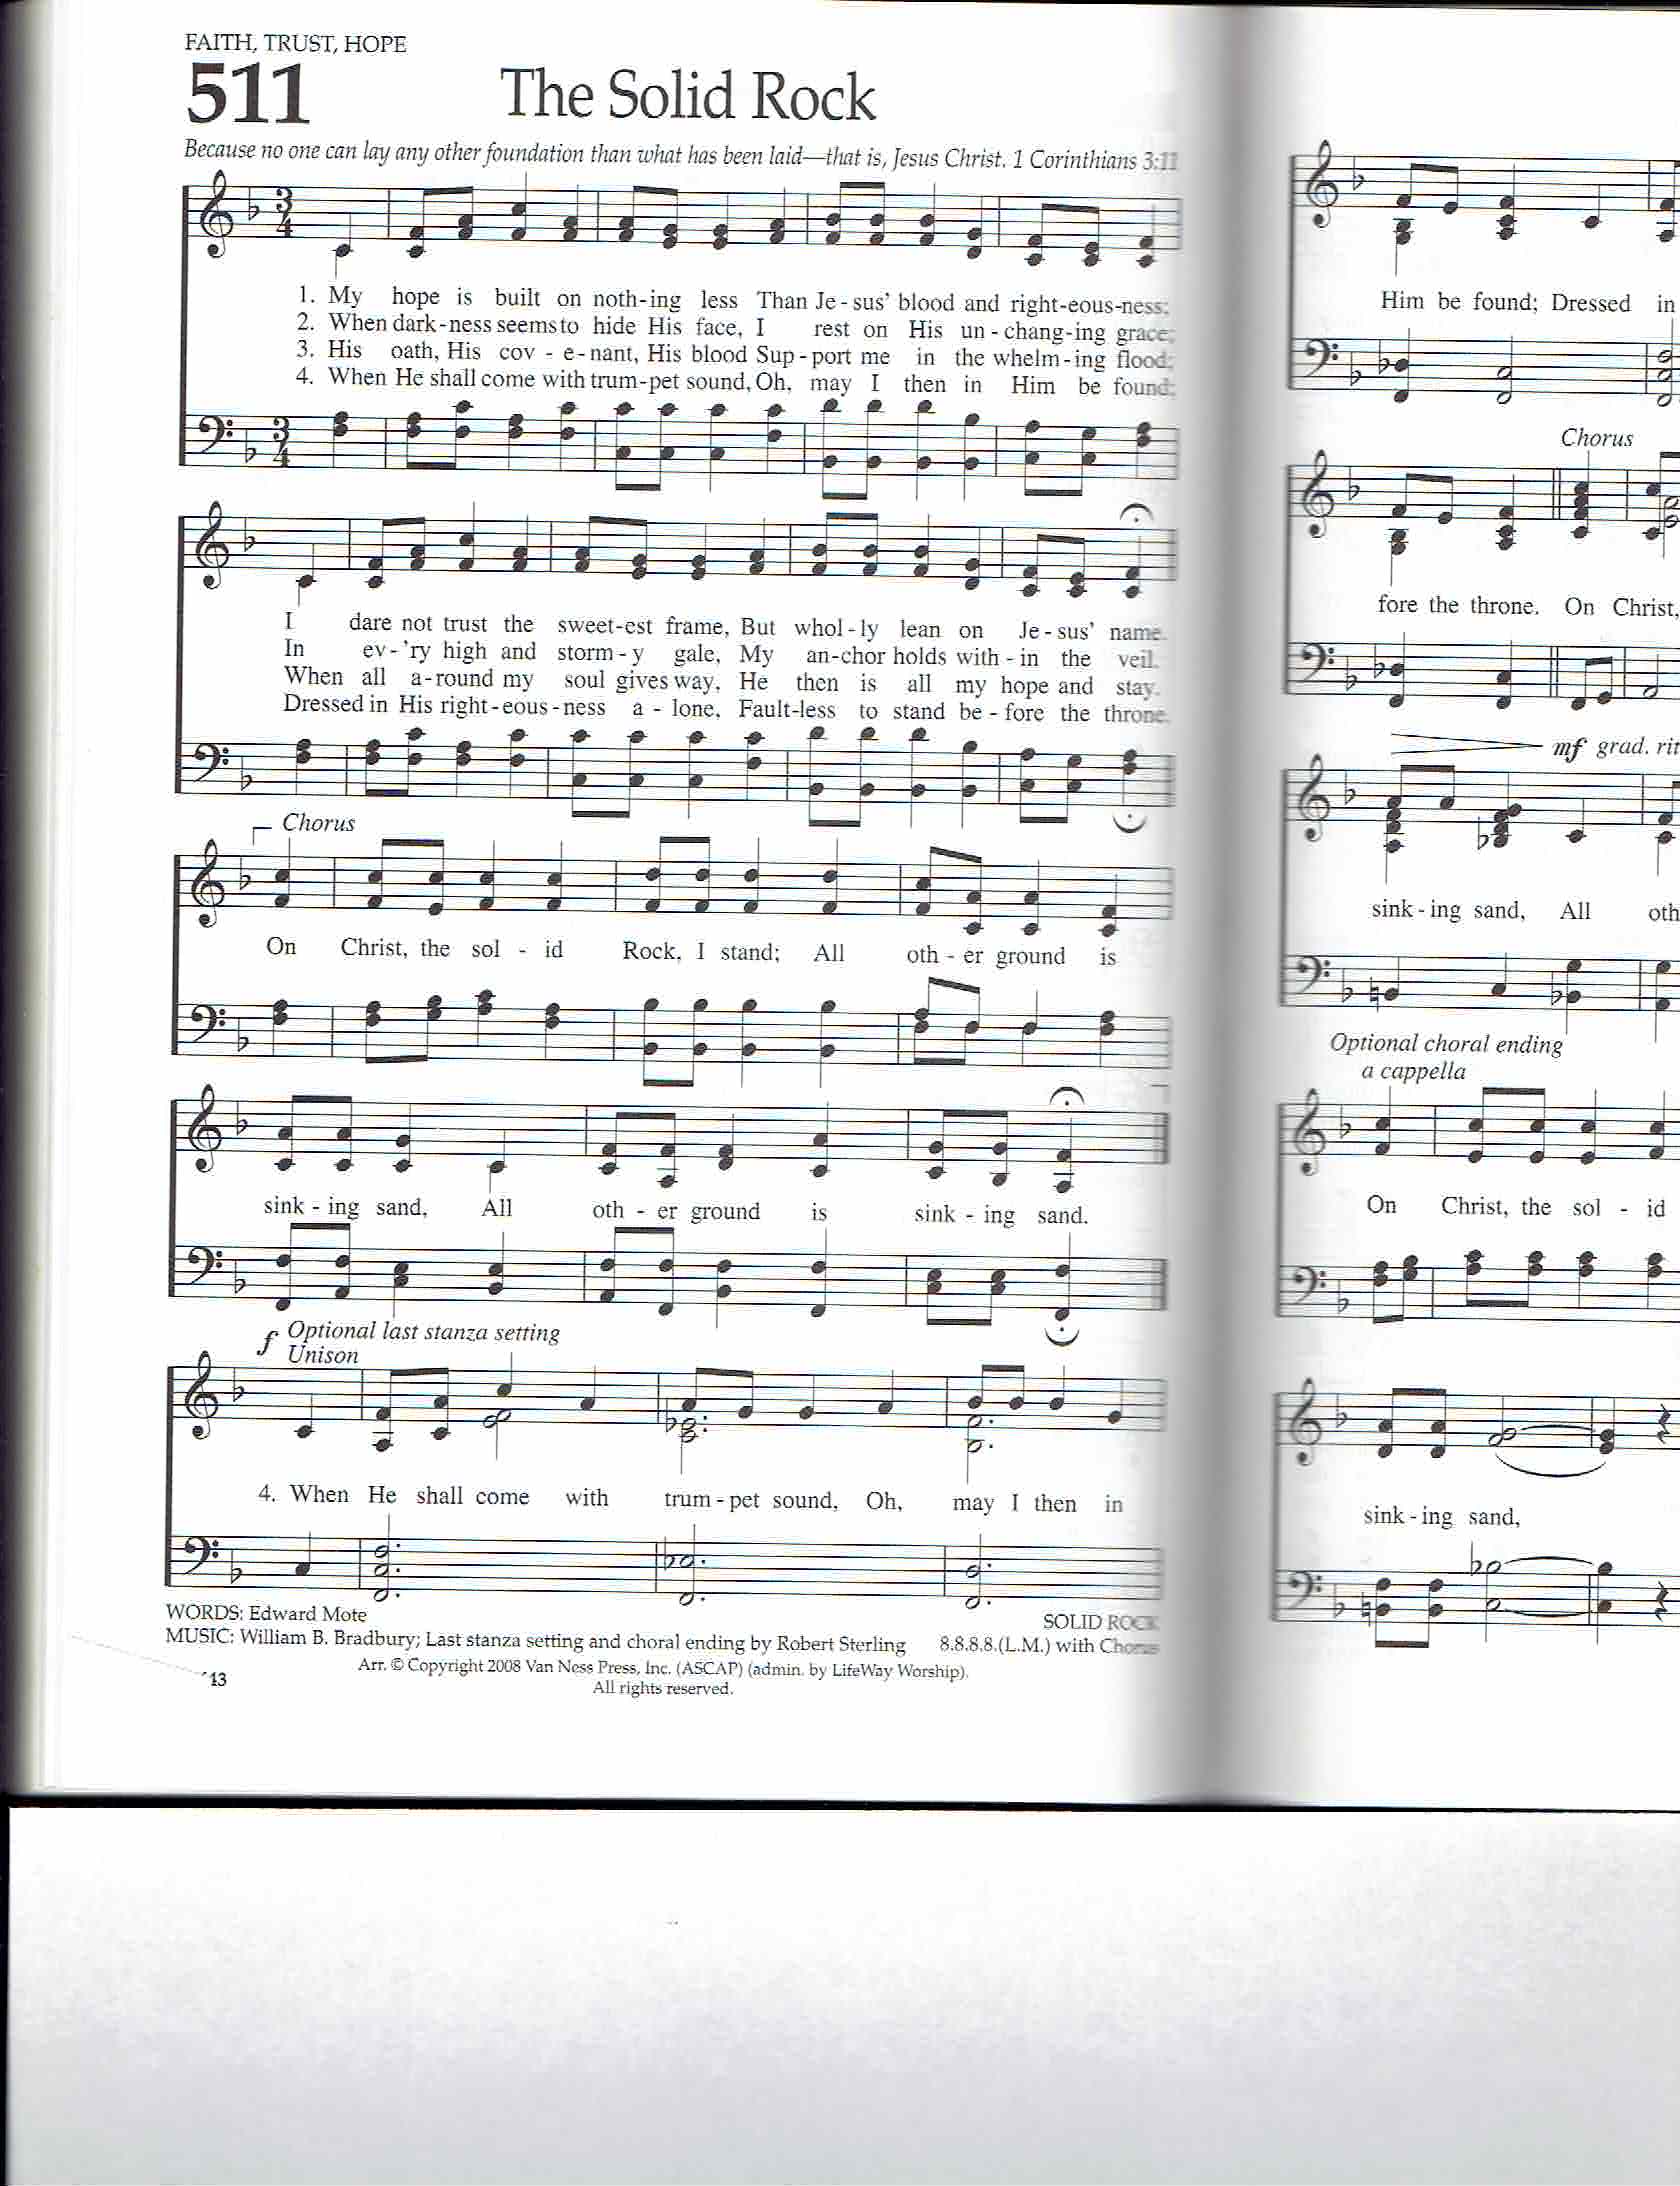 FAITH, TRUST, HOPE
511
The Solid Rock
Because no one can lay any other foundation than what has been laid—that is, Jesus Christ. 1 Corinthians 3:11
1. My hope is built on noth-ing less Than Je-sus' blood and right-eous-ness;
2. When dark-ness seems to hide His face, I rest on His un-chang-ing grace;
3. His oath, His cov-e-nant, His blood Sup-port me in the whelm-ing flood;
4. When He shall come with trum-pet sound, Oh, may I then in Him be found;
I dare not trust the sweet-est frame, But whol-ly lean on Je-sus' name.
In ev-'ry high and storm-y gale, My an-chor holds with-in the veil.
When all a-round my soul gives way, He then is all my hope and stay.
Dressed in His right-eous-ness a-lone, Fault-less to stand be-fore the throne.
Chorus
On Christ, the sol-id Rock, I stand; All oth-er ground is
sink-ing sand, All oth-er ground is sink-ing sand.
f Optional last stanza setting
Unison
4. When He shall come with trum-pet sound, Oh, may I then in
WORDS: Edward Mote
SOLID ROCK
MUSIC: William B. Bradbury; Last stanza setting and choral ending by Robert Sterling 8.8.8.8.(L.M.) with Chorus
Arr. © Copyright 2008 Van Ness Press, Inc. (ASCAP) (admin. by LifeWay Worship).
All rights reserved.
Him be found; Dressed in
Chorus
fore the throne. On Christ,
mf grad. rit
sink-ing sand, All oth
Optional choral ending
a cappella
On Christ, the sol-id
sink-ing sand,